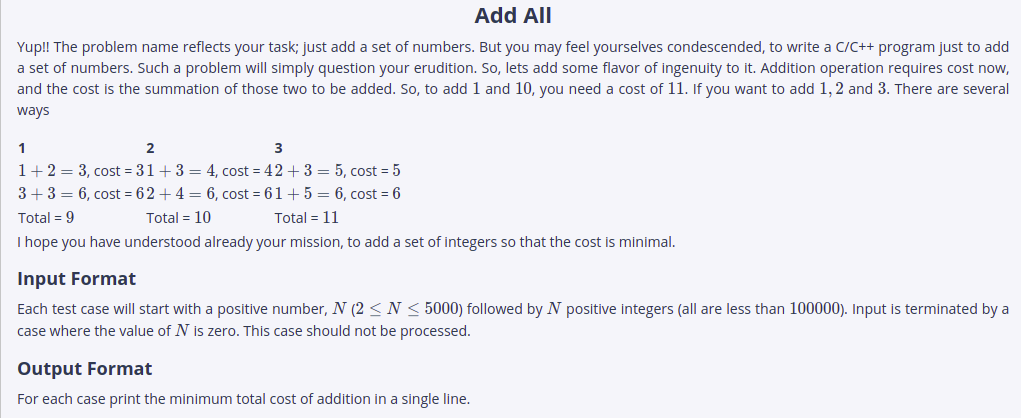 Add All
Yup!! The problem name reflects your task; just add a set of numbers. But you may feel yourselves condescended, to write a C/C++ program just to add
a set of numbers. Such a problem will simply question your erudition. So, lets add some flavor of ingenuity to it. Addition operation requires cost now,
and the cost is the summation of those two to be added. So, to add 1 and 10, you need a cost of 11. If you want to add 1, 2 and 3. There are several
ways
1 2 3
1 + 2 = 3, cost = 3 1 + 3 = 4, cost = 4 2 + 3 = 5, cost = 5
3 + 3 = 6, cost = 6 2 + 4 = 6, cost = 6 1 + 5 = 6, cost = 6
Total = 9 Total = 10 Total = 11
I hope you have understood already your mission, to add a set of integers so that the cost is minimal.
Input Format
Each test case will start with a positive number, N (2 ≤ N ≤ 5000) followed by N positive integers (all are less than 100000). Input is terminated by a
case where the value of N is zero. This case should not be processed.
Output Format
For each case print the minimum total cost of addition in a single line.